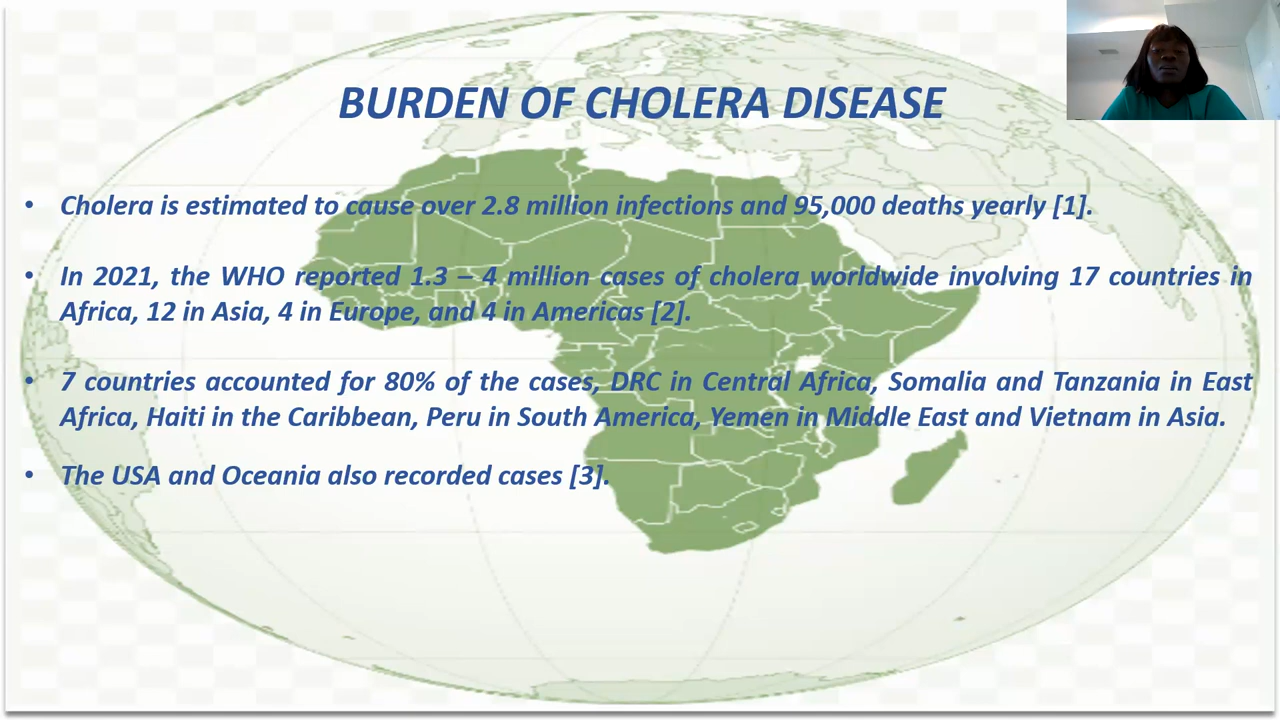 BURDEN OF CHOLERA DISEASE
• Cholera is estimated to cause over 2.8 million infections and 95,000 deaths yearly [1].
• In 2021, the WHO reported 1.3 – 4 million cases of cholera worldwide involving 17 countries in
Africa, 12 in Asia, 4 in Europe, and 4 in Americas [2].
• 7 countries accounted for 80% of the cases, DRC in Central Africa, Somalia and Tanzania in East
Africa, Haiti in the Caribbean, Peru in South America, Yemen in Middle East and Vietnam in Asia.
• The USA and Oceania also recorded cases [3].